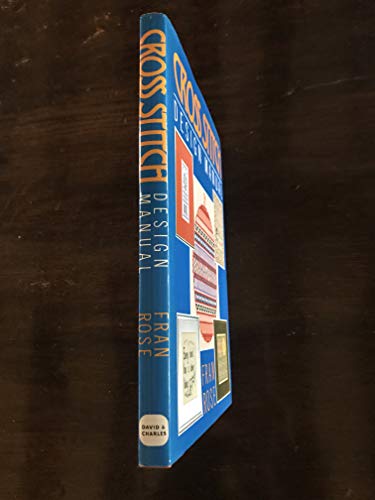 CROSS STITCH
DESIGN
MANUAL
FRAN
ROSE
DAVID &
CHARLES
CROSS STITCH
DESIGN MANUAL
FRAN
ROSE